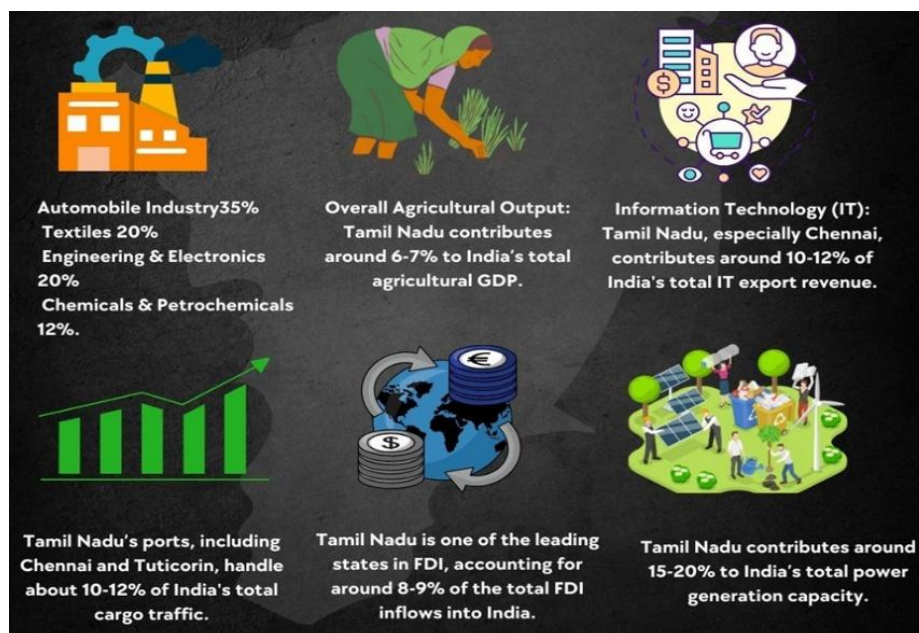 Automobile Industry35%
Textiles 20%
Engineering & Electronics
20%
Chemicals & Petrochemicals
12%.
Overall Agricultural Output:
Tamil Nadu contributes
around 6-7% to India's total
agricultural GDP.
Information Technology (IT):
Tamil Nadu, especially Chennai,
contributes around 10-12% of
India's total IT export revenue.
Tamil Nadu's ports, including
Chennai and Tuticorin, handle
about 10-12% of India's total
cargo traffic.
Tamil Nadu is one of the leading
states in FDI, accounting for
around 8-9% of the total FDI
inflows into India.
Tamil Nadu contributes around
15-20% to India's total power
generation capacity.